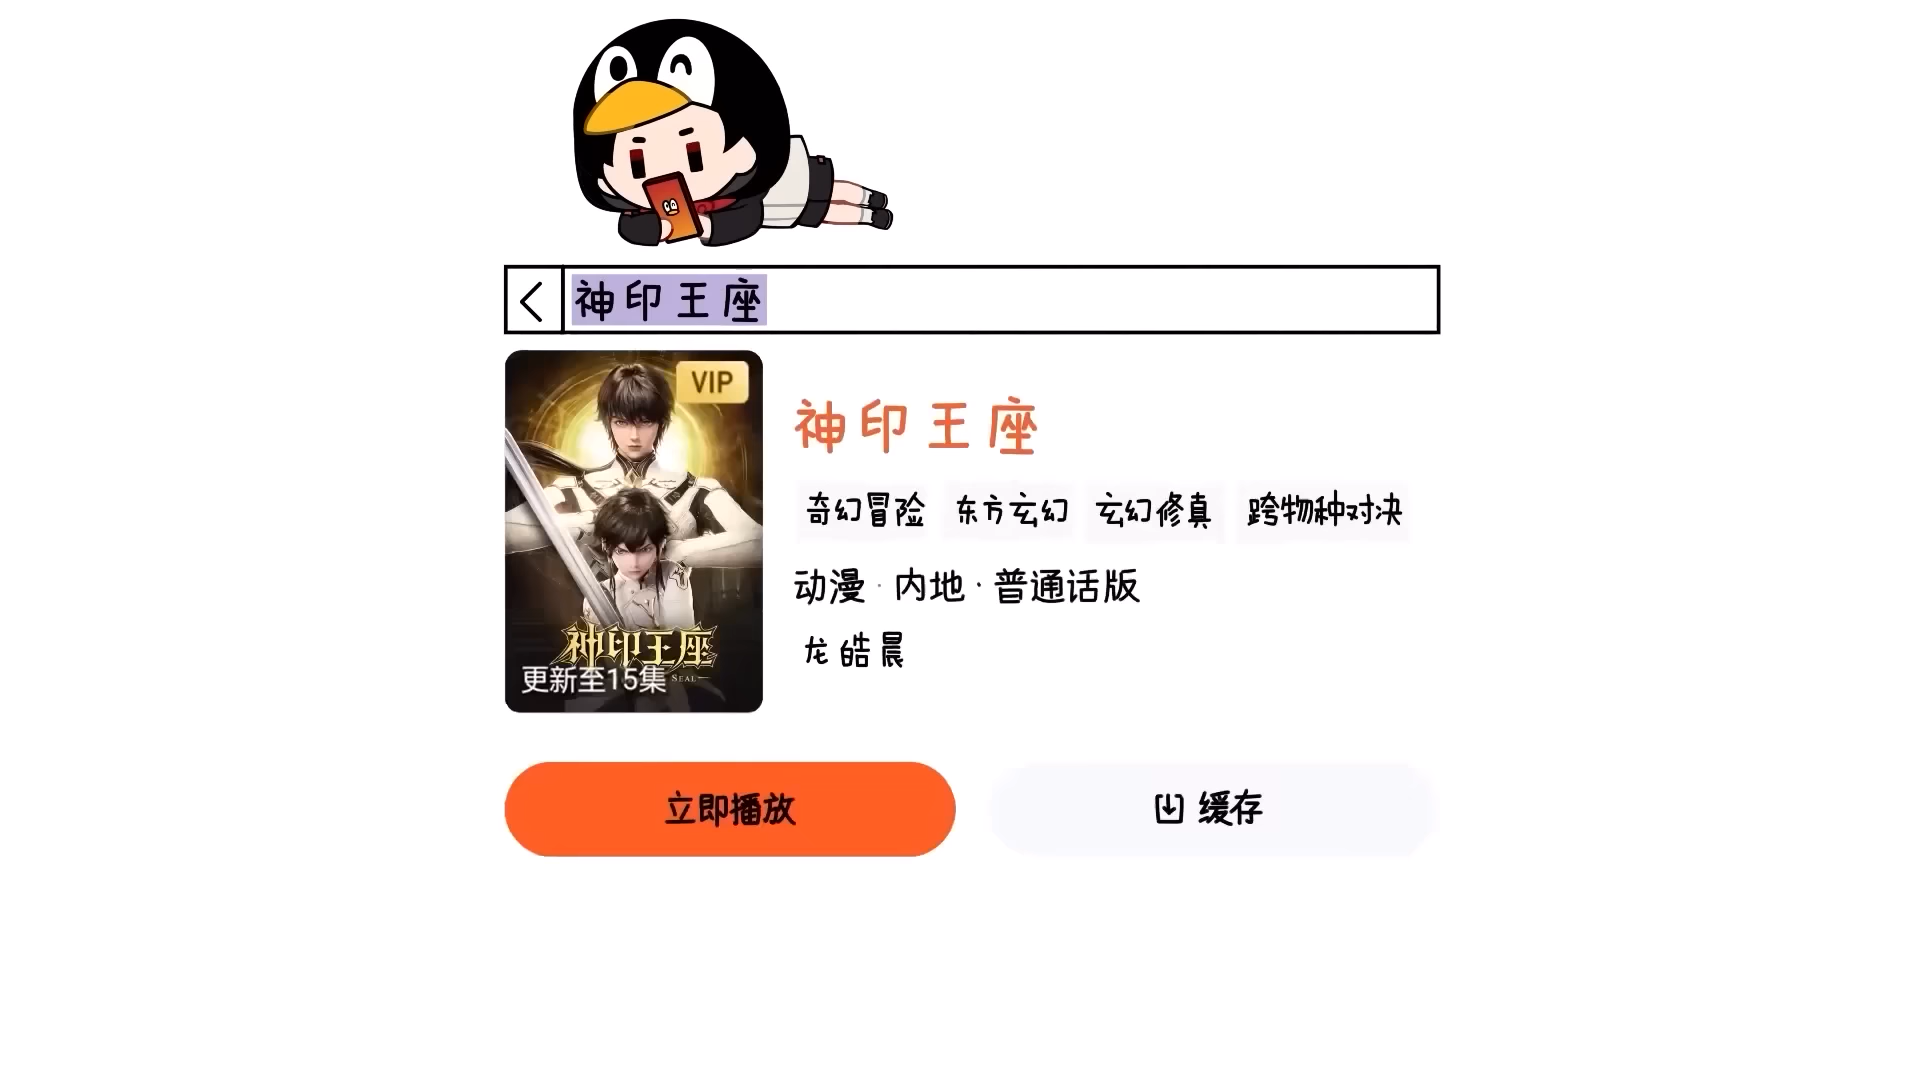 神印王座
VIP
神印王座
更新至15集
SEAL
神印王座
奇幻冒险 东方玄幻 玄幻修真 跨物种对决
动漫·内地·普通话版
龙皓晨
立即播放
缓存